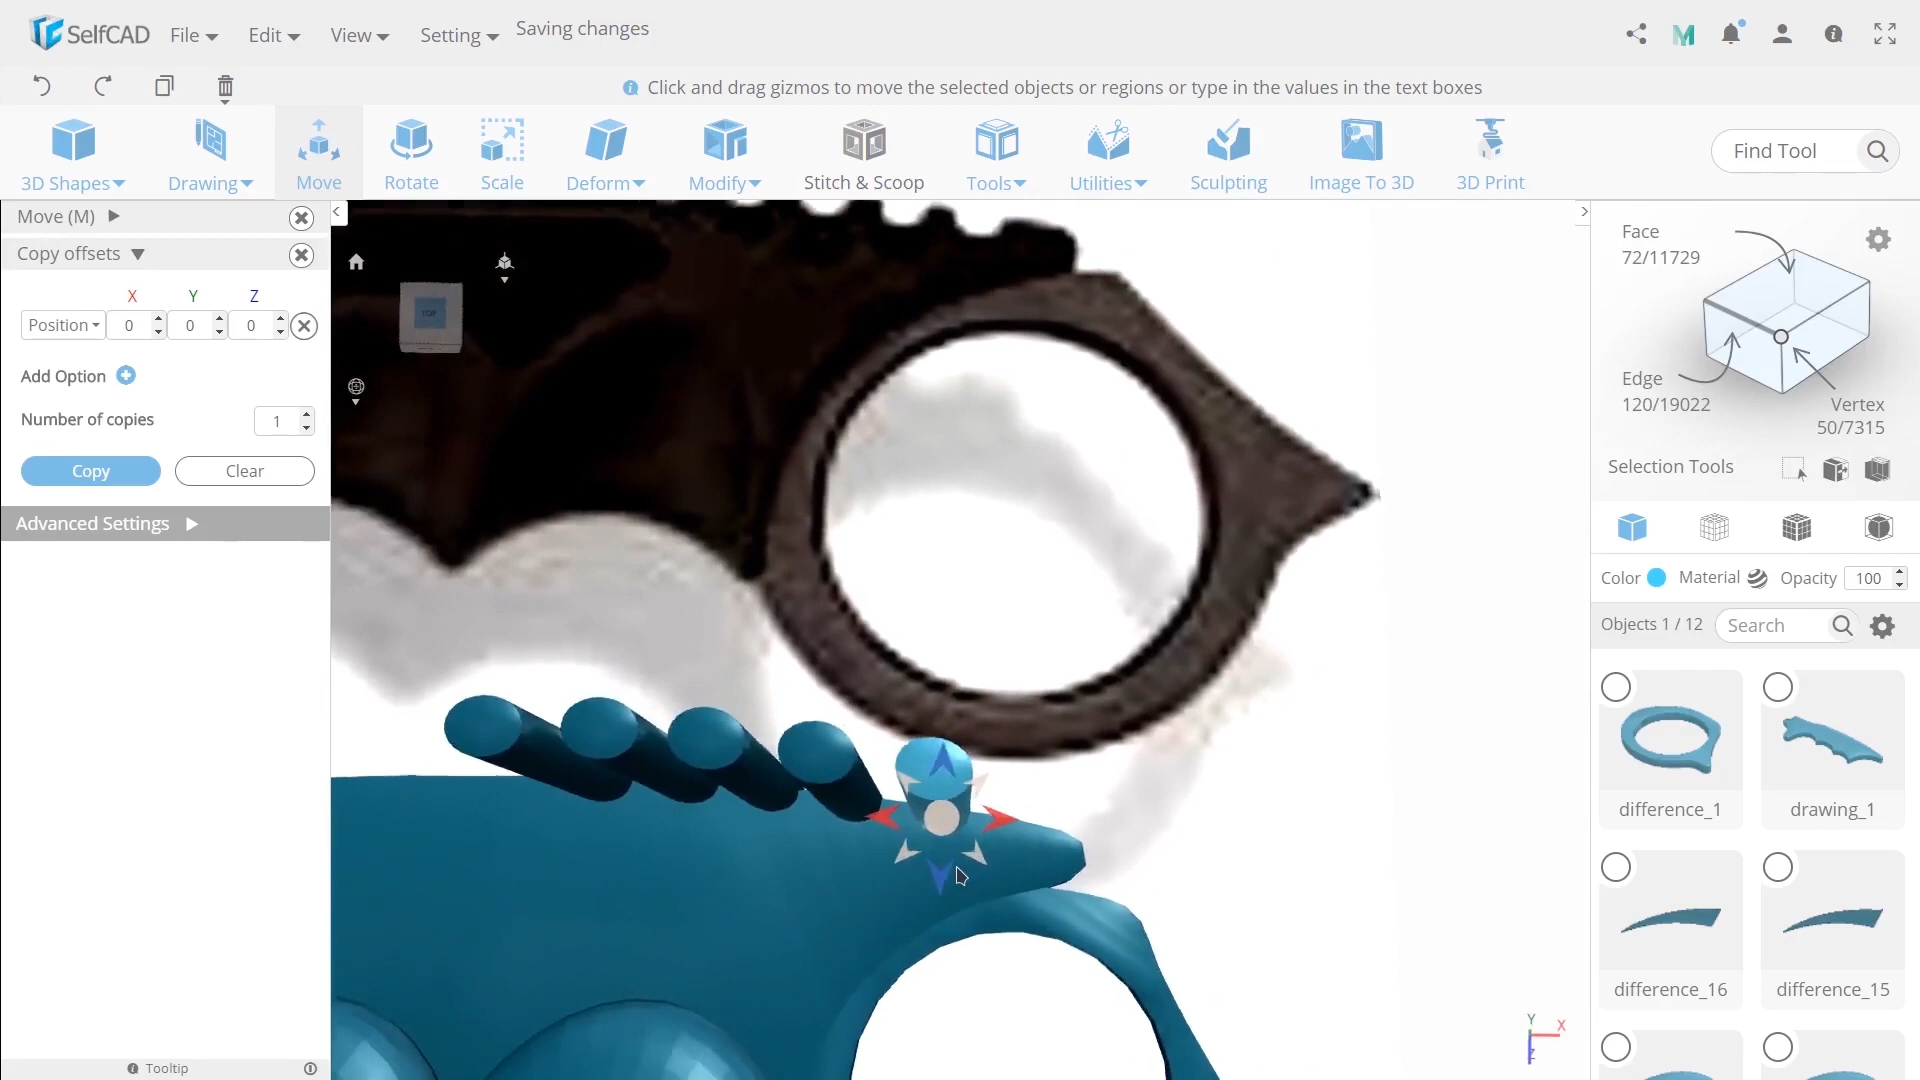 SelfCAD File Edit View Setting Saving changes
Click and drag gizmos to move the selected objects or regions or type in the values in the text boxes
3D Shapes Drawing Move Rotate Scale Deform Modify Stitch & Scoop Tools Utilities Sculpting Image To 3D 3D Print Find Tool
Move (M)
Copy offsets
X Y Z
Position 0 0 0
Add Option
Number of copies 1
Copy Clear
Advanced Settings
Tooltip
TOP
Y X
Z
Face
72/11729
Edge
120/19022
Vertex
50/7315
Selection Tools
Color Material Opacity 100
Objects 1 / 12 Search
difference_1 drawing_1
difference_16 difference_15